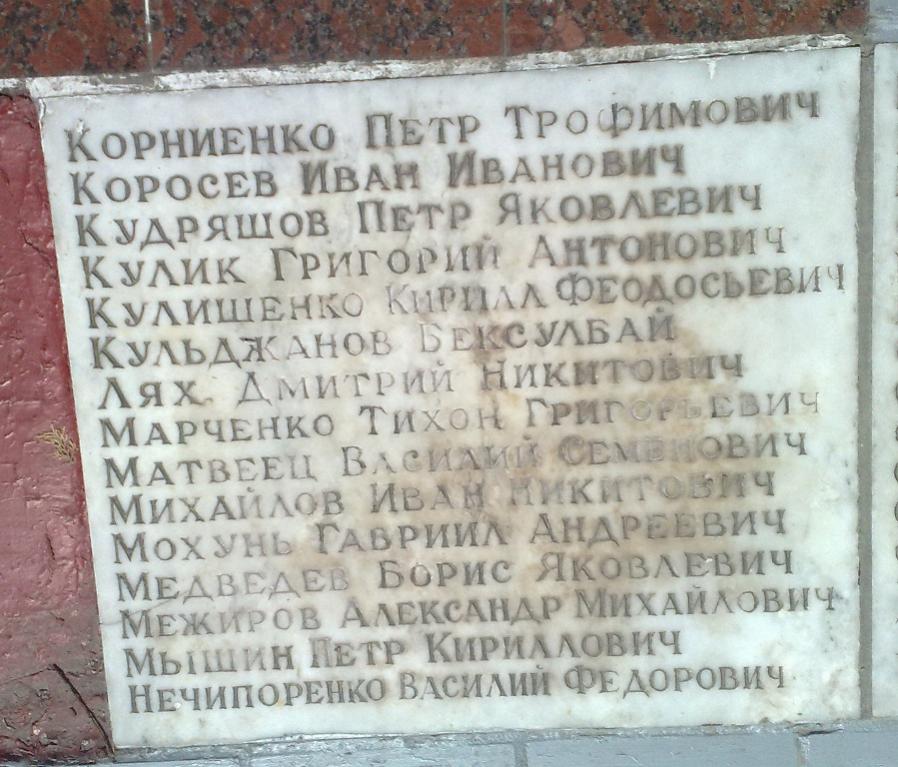 Корниенко Петр Трофимович
Коросев Иван Иванович
Кудряшов Петр Яковлевич
Кулик Григорий Антонович
Кулишенко Кирилл Феодосьевич
Кульджанов Бексулбай
Лях Дмитрий Никитович
Марченко Тихон Григорьевич
Матвеец Василий Семенович
Михайлов Иван Никитович
Мохунь Гавриил Андреевич
Медведев Борис Яковлевич
Межиров Александр Михайлович
Мышин Петр Кириллович
Нечипоренко Василий Федорович